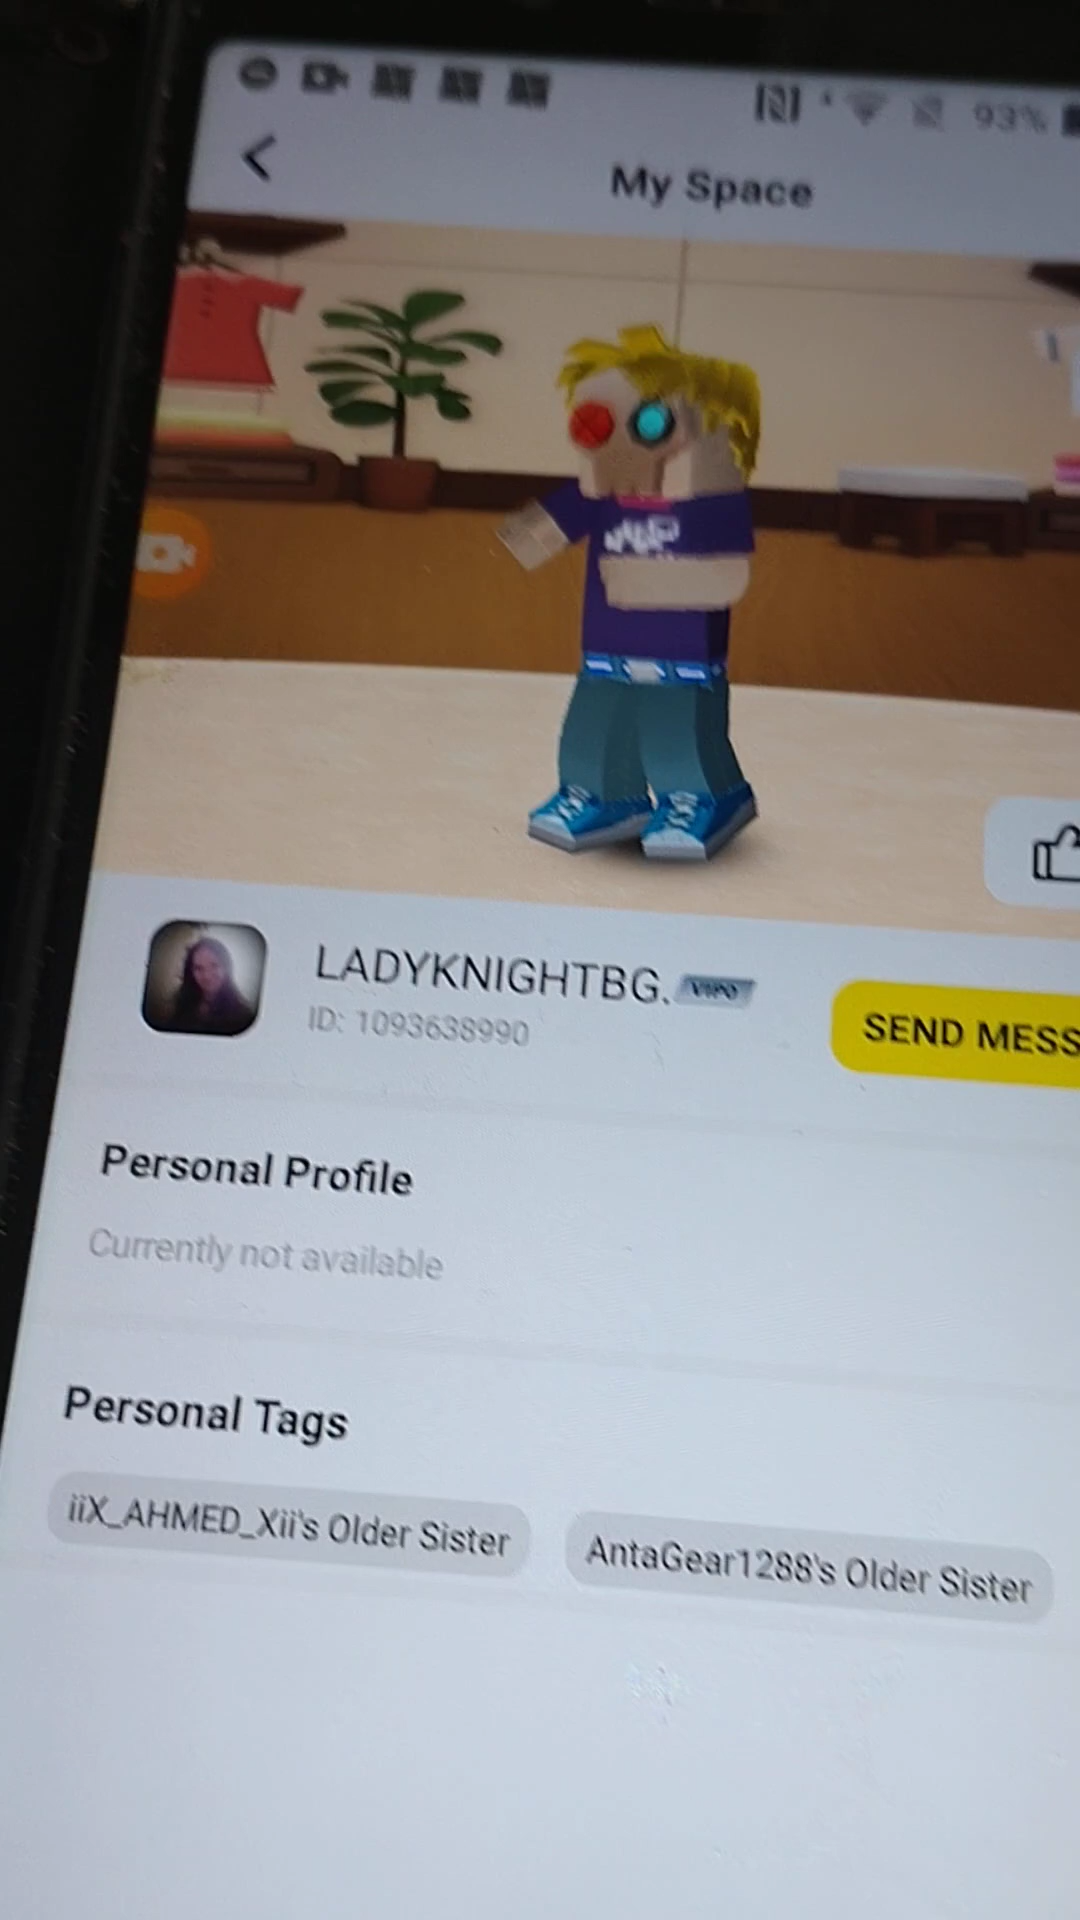 93%
My Space
LADYKNIGHTBG.
ID: 1093638990
SEND MESS
Personal Profile
Currently not available
Personal Tags
iiX_AHMED_Xii's Older Sister
AntaGear1288's Older Sister